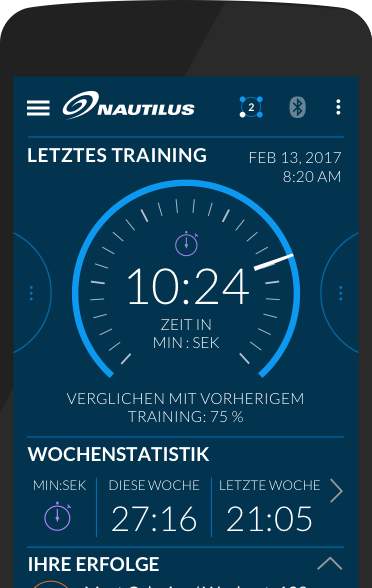 NAUTILUS
2
LETZTES TRAINING
FEB 13, 2017
8:20 AM
10:24
ZEIT IN
MIN : SEK
VERGLICHEN MIT VORHERIGEM
TRAINING: 75 %
WOCHENSTATISTIK
MIN:SEK
DIESE WOCHE
LETZTE WOCHE
27:16
21:05
IHRE ERFOLGE